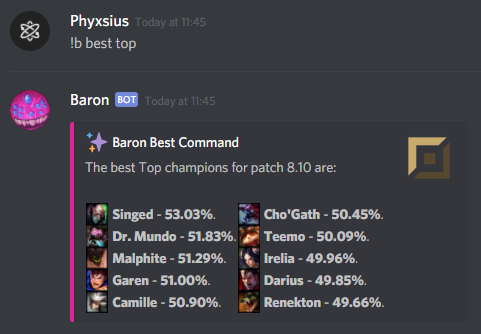 Phyxsius Today at 11:45
!b best top
Baron BOT Today at 11:45
Baron Best Command
The best Top champions for patch 8.10 are:
Singed - 53.03%. Cho'Gath - 50.45%.
Dr. Mundo - 51.83%. Teemo - 50.09%.
Malphite - 51.29%. Irelia - 49.96%.
Garen - 51.00%. Darius - 49.85%.
Camille - 50.90%. Renekton - 49.66%.